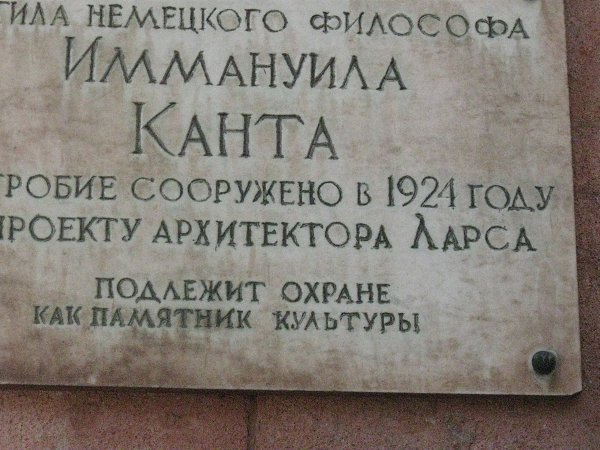 ГИЛА НЕМЕЦКОГО ФИЛОСОФА
ИММАНУИЛА
КАНТА
ГРОБИЕ СООРУЖЕНО В 1924 ГОДУ
ПРОЕКТУ АРХИТЕКТОРА ЛАРСА
ПОДЛЕЖИТ ОХРАНЕ
КАК ПАМЯТНИК КУЛЬТУРЫ